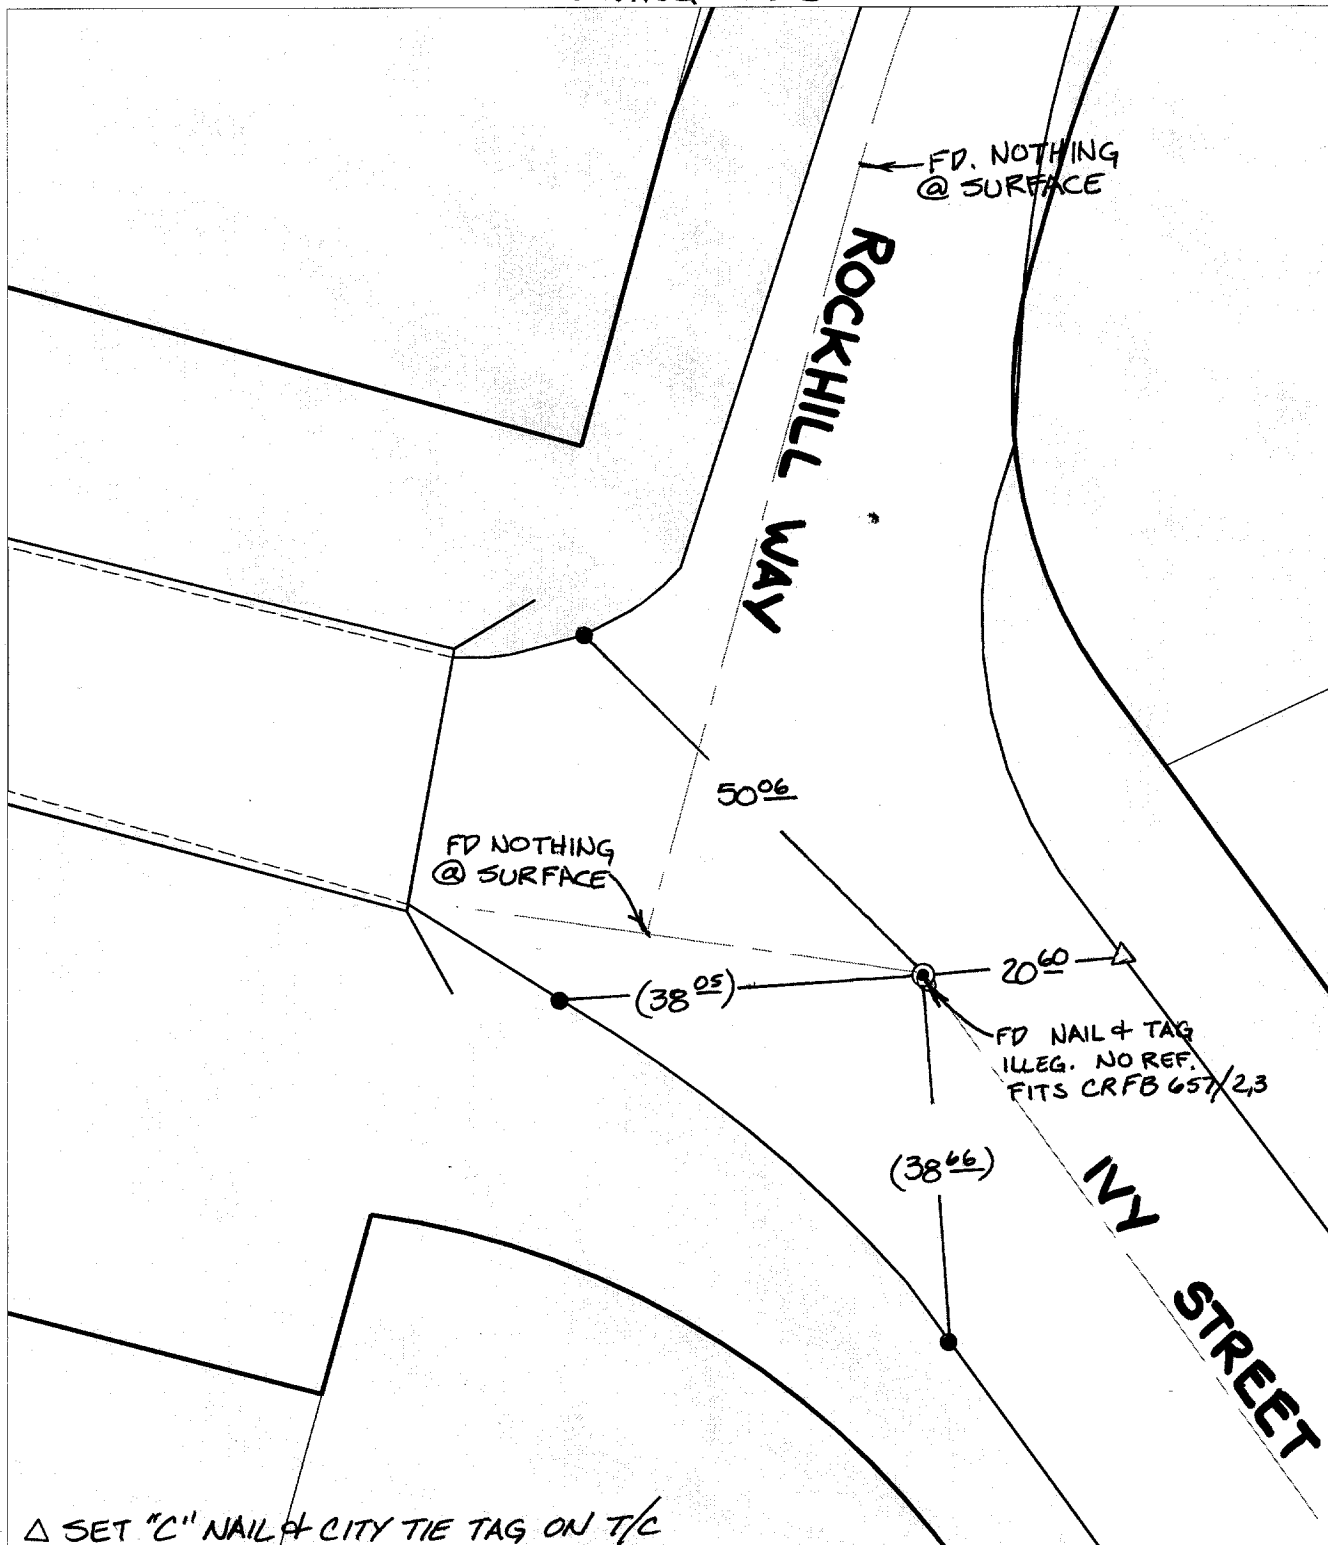 FD. NOTHING
@ SURFACE
ROCKHILL WAY
50 06
FD NOTHING
@ SURFACE
(38 05)
20 60
FD NAIL & TAG
ILLEG. NO REF.
FITS CRFB 657/2,3
(38 66)
IVY STREET
△ SET "C" NAIL & CITY TIE TAG ON T/C